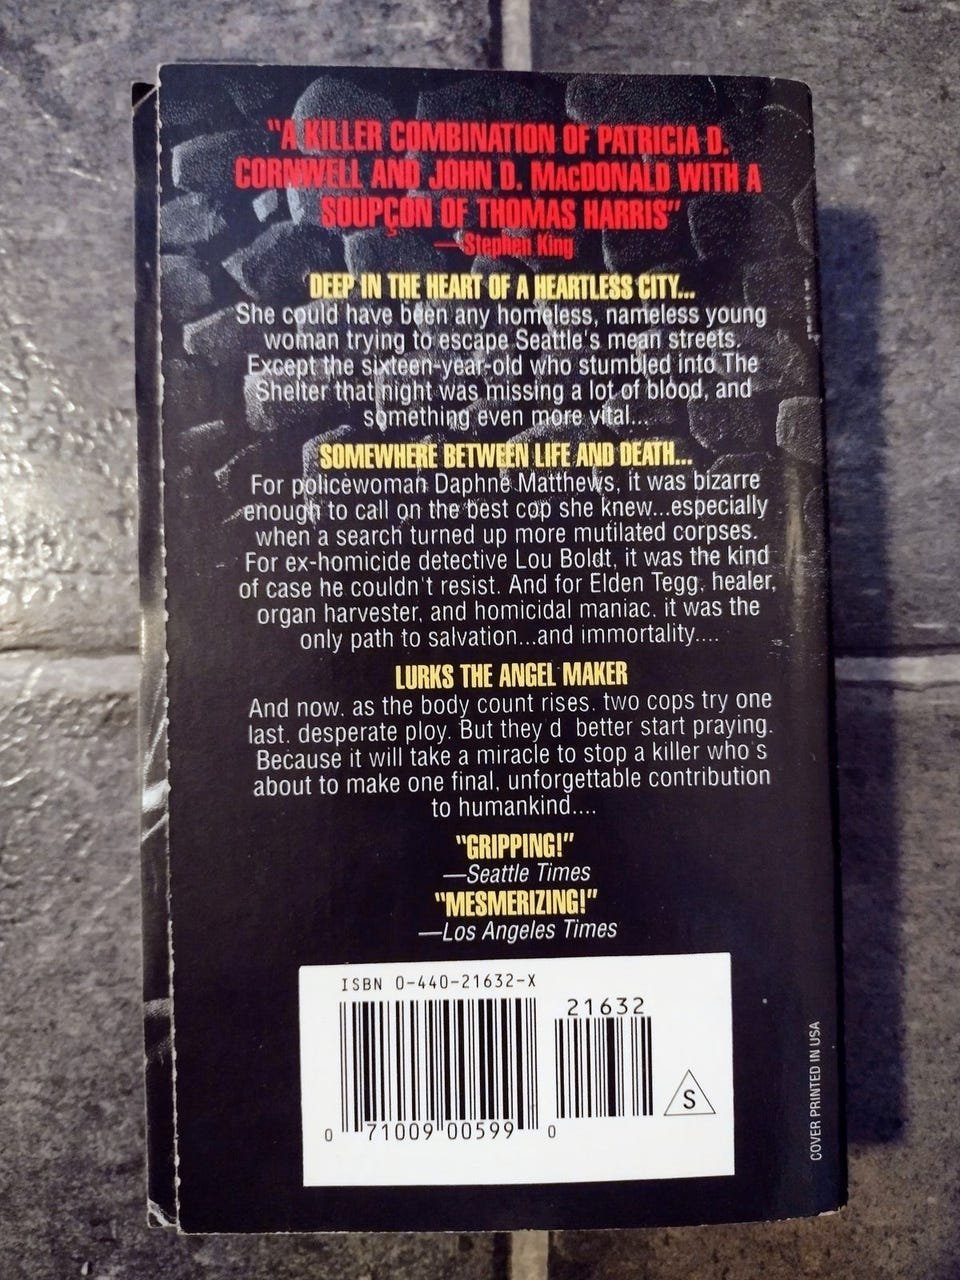 "A KILLER COMBINATION OF PATRICIA D.
CORNWELL AND JOHN D. MACDONALD WITH A
SOUPÇON OF THOMAS HARRIS"
—Stephen King
DEEP IN THE HEART OF A HEARTLESS CITY...
She could have been any homeless, nameless young
woman trying to escape Seattle's mean streets.
Except the sixteen-year-old who stumbled into The
Shelter that night was missing a lot of blood, and
something even more vital...
SOMEWHERE BETWEEN LIFE AND DEATH...
For policewoman Daphne Matthews, it was bizarre
enough to call on the best cop she knew...especially
when a search turned up more mutilated corpses.
For ex-homicide detective Lou Boldt, it was the kind
of case he couldn't resist. And for Elden Tegg, healer,
organ harvester, and homicidal maniac, it was the
only path to salvation...and immortality....
LURKS THE ANGEL MAKER
And now, as the body count rises, two cops try one
last, desperate ploy. But they'd better start praying.
Because it will take a miracle to stop a killer who's
about to make one final, unforgettable contribution
to humankind....
"GRIPPING!"
—Seattle Times
"MESMERIZING!"
—Los Angeles Times
ISBN 0-440-21632-X
21632
0 71009 00599 0
S
COVER PRINTED IN USA